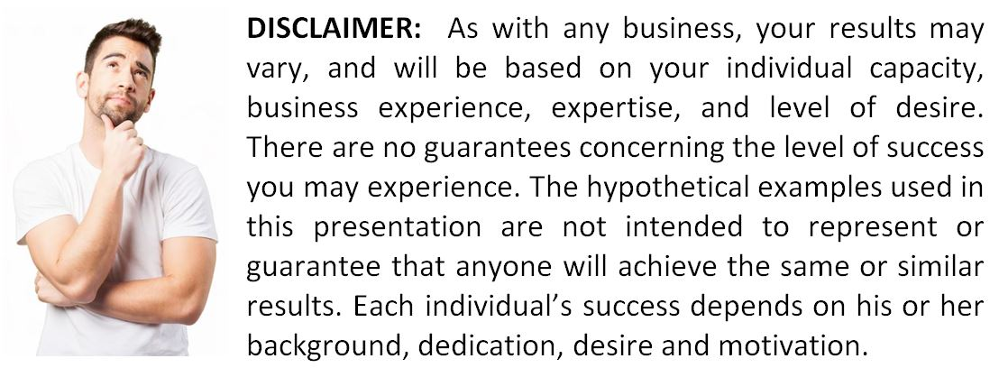 DISCLAIMER: As with any business, your results may
vary, and will be based on your individual capacity,
business experience, expertise, and level of desire.
There are no guarantees concerning the level of success
you may experience. The hypothetical examples used in
this presentation are not intended to represent or
guarantee that anyone will achieve the same or similar
results. Each individual’s success depends on his or her
background, dedication, desire and motivation.